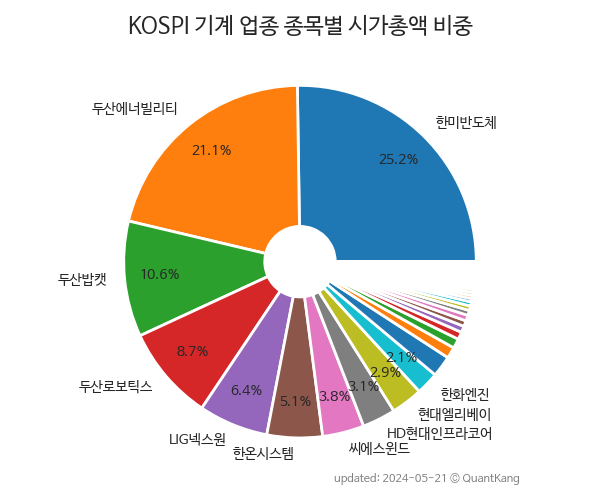 KOSPI 기계 업종 종목별 시가총액 비중
한미반도체
25.2%
두산에너빌리티
21.1%
두산밥캣
10.6%
두산로보틱스
8.7%
LIG넥스원
6.4%
한온시스템
5.1%
씨에스윈드
3.8%
HD현대인프라코어
3.1%
현대엘리베이
2.9%
한화엔진
2.1%
updated: 2024-05-21 © QuantKang